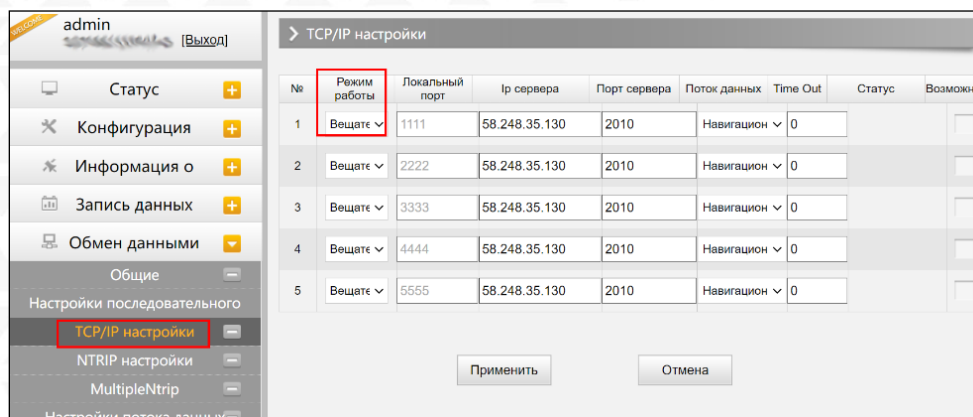 WELCOME
admin
[Выход]
Статус
Конфигурация
Информация о
Запись данных
Обмен данными
Общие
Настройки последовательного
TCP/IP настройки
NTRIP настройки
MultipleNtrip
Настройки потока данных
TCP/IP настройки
№ Режим работы Локальный порт Ip сервера Порт сервера Поток данных Time Out Статус Возможн
1 Вещате 1111 58.248.35.130 2010 Навигацион 0
2 Вещате 2222 58.248.35.130 2010 Навигацион 0
3 Вещате 3333 58.248.35.130 2010 Навигацион 0
4 Вещате 4444 58.248.35.130 2010 Навигацион 0
5 Вещате 5555 58.248.35.130 2010 Навигацион 0
Применить Отмена